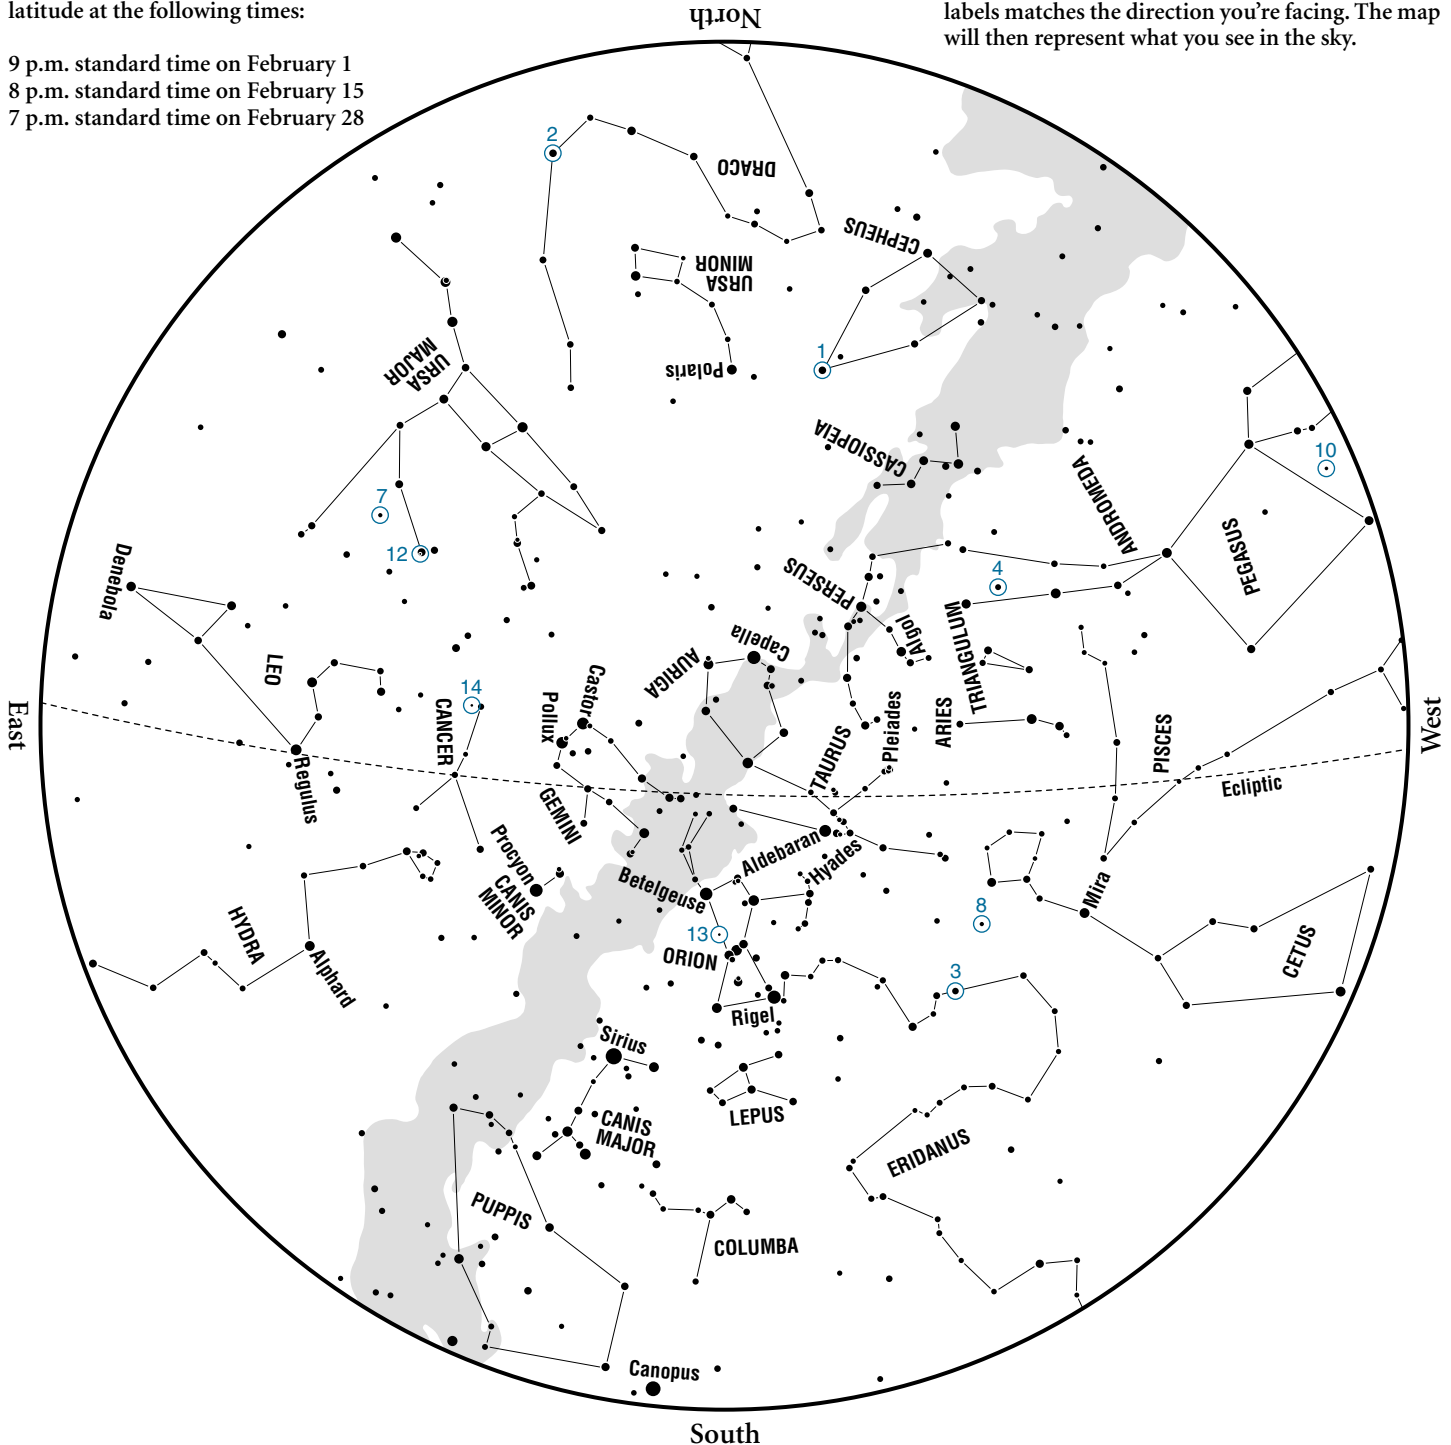 latitude at the following times:
9 p.m. standard time on February 1
8 p.m. standard time on February 15
7 p.m. standard time on February 28
North
labels matches the direction you're facing. The map
will then represent what you see in the sky.
2
DRACO
CEPHEUS
URSA
MINOR
URSA
MAJOR
Polaris
1
CASSIOPEIA
10
ANDROMEDA
7
12
PEGASUS
Denebola
4
PERSEUS
Algol
TRIANGULUM
Capella
AURIGA
LEO
Castor
Pollux
14
CANCER
Pleiades
ARIES
PISCES
East
West
TAURUS
Regulus
GEMINI
Ecliptic
Procyon
CANIS
MINOR
Aldebaran
Hyades
Betelgeuse
Mira
8
HYDRA
Alphard
13
ORION
CETUS
3
Rigel
Sirius
CANIS
MAJOR
LEPUS
ERIDANUS
PUPPIS
COLUMBA
Canopus
South